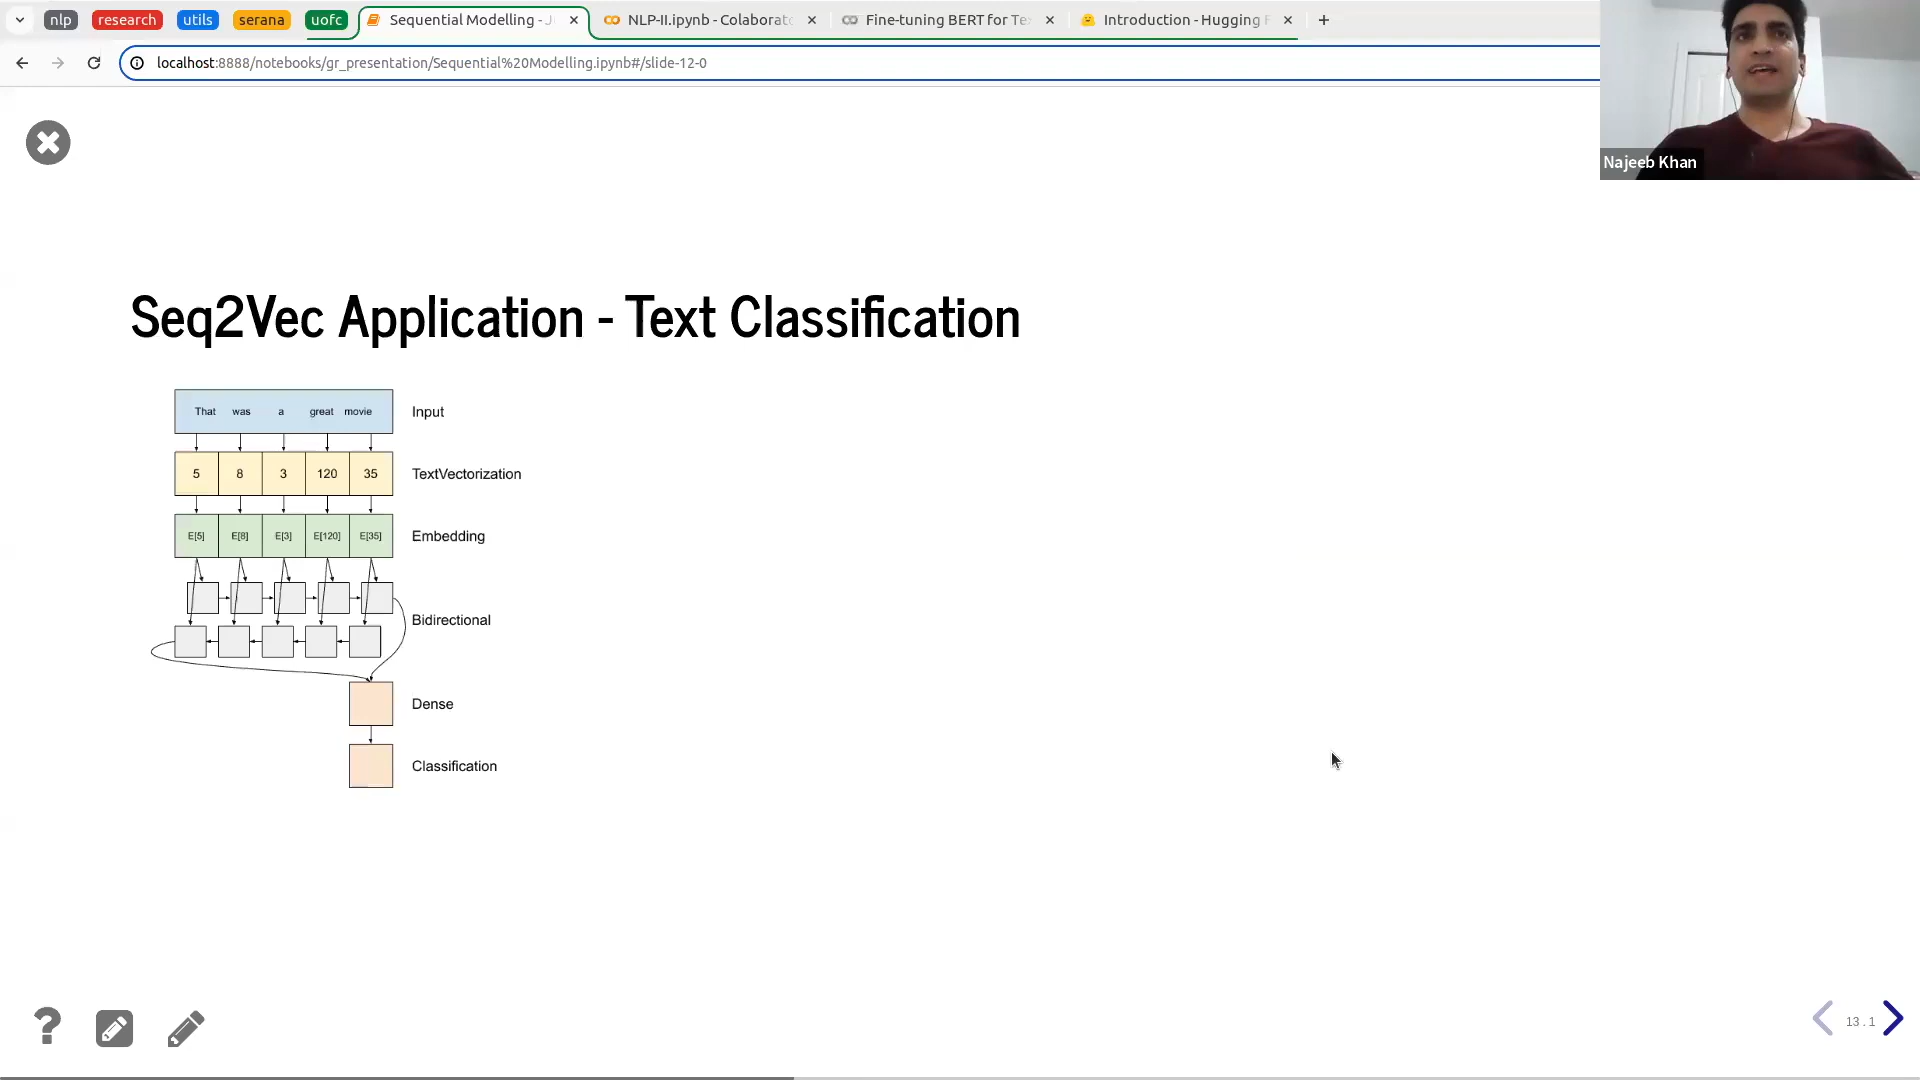 nlp research utils serana uofc Sequential Modelling - J NLP-II.ipynb - Colaborat Fine-tuning BERT for Te Introduction - Hugging F
localhost:8888/notebooks/gr_presentation/Sequential%20Modelling.ipynb#/slide-12-0
Najeeb Khan
Seq2Vec Application - Text Classification
That was a great movie Input
5 8 3 120 35 TextVectorization
E[5] E[8] E[3] E[120] E[35] Embedding
Bidirectional
Dense
Classification
13 . 1